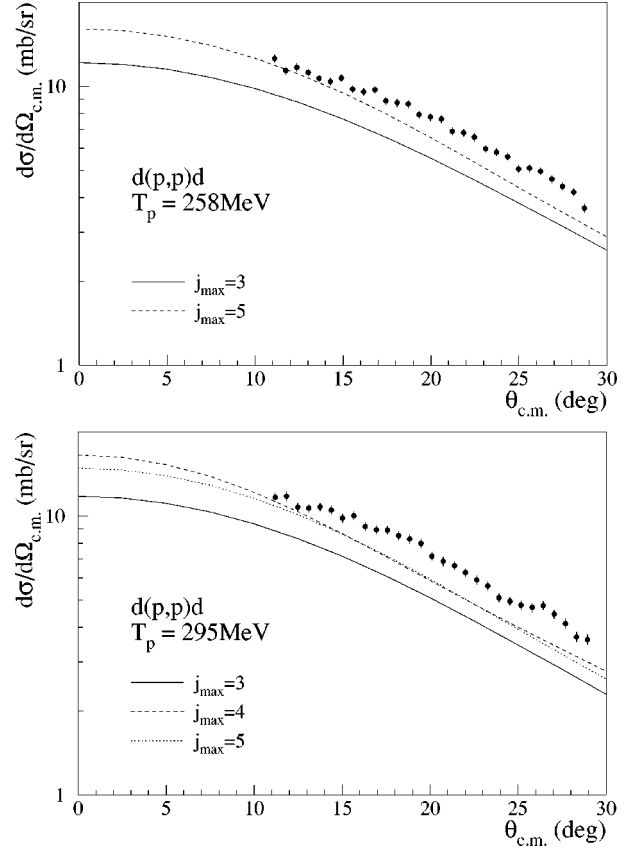 dσ/dΩc.m. (mb/sr)
10
1
d(p,p)d
Tp = 258MeV
jmax=3
jmax=5
0 5 10 15 20 25 30
θc.m. (deg)
dσ/dΩc.m. (mb/sr)
10
1
d(p,p)d
Tp = 295MeV
jmax=3
jmax=4
jmax=5
0 5 10 15 20 25 30
θc.m. (deg)